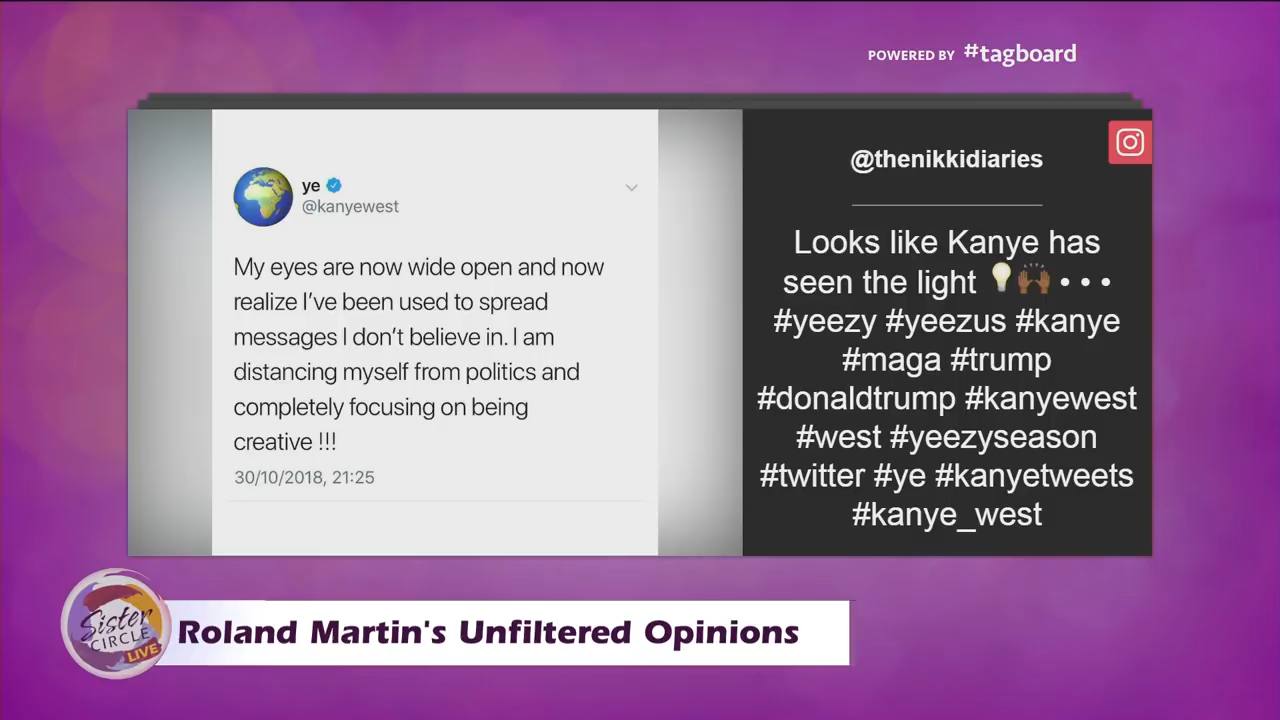 POWERED BY #tagboard
ye
@kanyewest
My eyes are now wide open and now
realize I've been used to spread
messages I don't believe in. I am
distancing myself from politics and
completely focusing on being
creative !!!
30/10/2018, 21:25
@thenikkidiaries
Looks like Kanye has
seen the light 💡🙌🏾 • • •
#yeezy #yeezus #kanye
#maga #trump
#donaldtrump #kanyewest
#west #yeezyseason
#twitter #ye #kanyetweets
#kanye_west
Sister
CIRCLE
LIVE
Roland Martin's Unfiltered Opinions